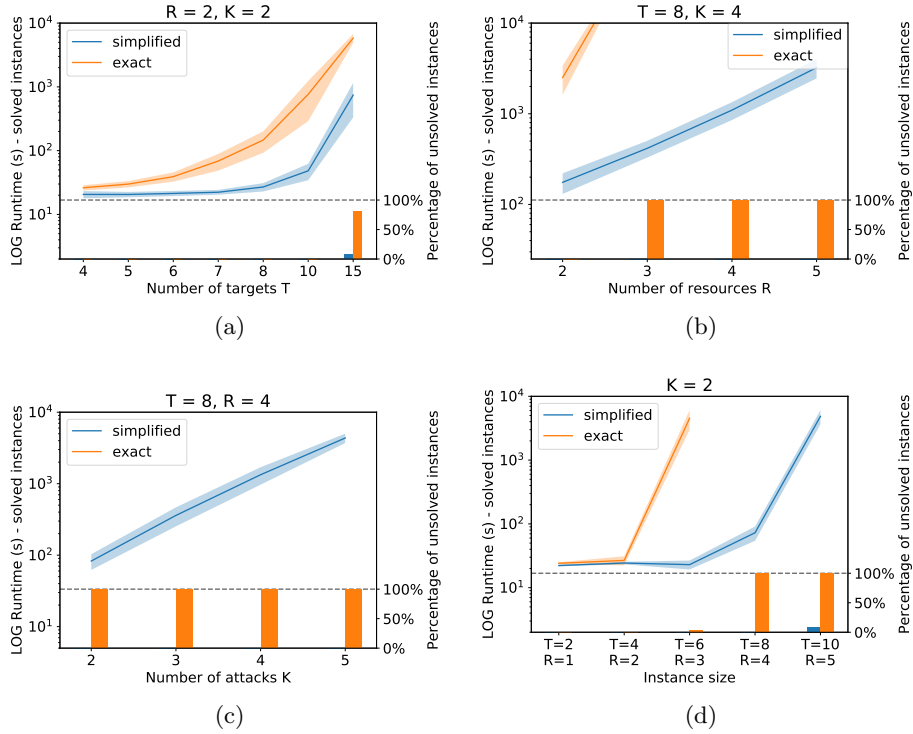 R = 2, K = 2
simplified
exact
LOG Runtime (s) - solved instances
10^4
10^3
10^2
10^1
Percentage of unsolved instances
100%
50%
0%
4 5 6 7 8 10 15
Number of targets T
(a)
T = 8, K = 4
simplified
exact
LOG Runtime (s) - solved instances
10^4
10^3
10^2
Percentage of unsolved instances
100%
50%
0%
2 3 4 5
Number of resources R
(b)
T = 8, R = 4
simplified
exact
LOG Runtime (s) - solved instances
10^4
10^3
10^2
10^1
Percentage of unsolved instances
100%
50%
0%
2 3 4 5
Number of attacks K
(c)
K = 2
simplified
exact
LOG Runtime (s) - solved instances
10^4
10^3
10^2
10^1
Percentage of unsolved instances
100%
50%
0%
T=2 T=4 T=6 T=8 T=10
R=1 R=2 R=3 R=4 R=5
Instance size
(d)